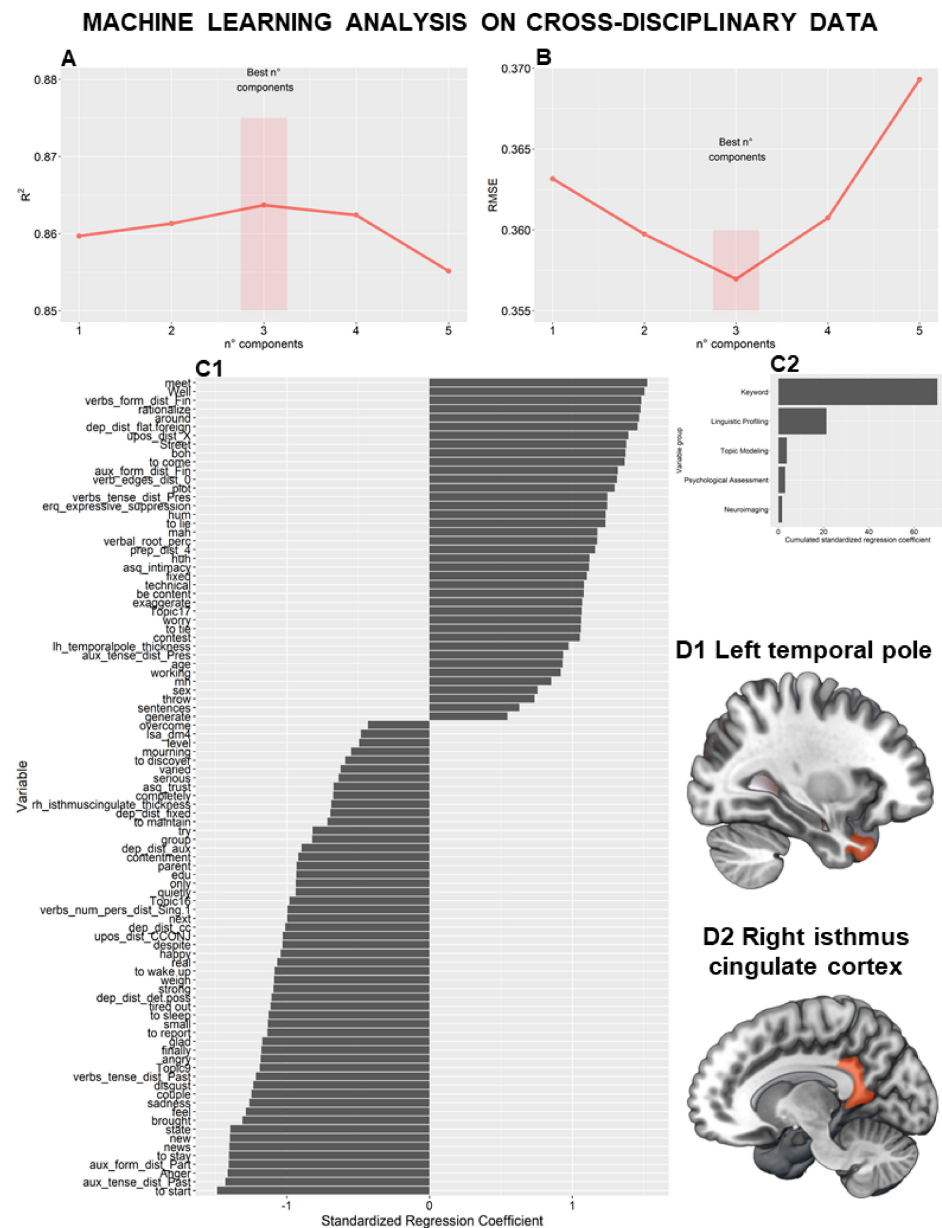 MACHINE LEARNING ANALYSIS ON CROSS-DISCIPLINARY DATA
A
Best n°
components
0.88
0.87
0.86
0.85
R²
1 2 3 4 5
n° components
B
Best n°
components
0.370
0.365
0.360
0.355
RMSE
1 2 3 4 5
n° components
C1
meet
Well
verbs_form_dist_Fin
rationalize
around
dep_dist_flat.foreign
upos_dist_X
Street
boh
to come
aux_form_dist_Fin
verb_edges_dist_0
plot
verbs_tense_dist_Pres
erq_expressive_suppression
hum
to lie
mah
verbal_root_perc
prep_dist_4
huh
asq_intimacy
fixed
technical
be content
exaggerate
Topic17
worry
to tie
contest
lh_temporalpole_thickness
aux_tense_dist_Pres
age
working
mh
sex
throw
sentences
generate
overcome
lsa_dm4
level
mourning
to discover
varied
serious
asq_trust
completely
rh_isthmuscingulate_thickness
dep_dist_fixed
to maintain
try
group
dep_dist_aux
contentment
parent
edu
only
quietly
Topic16
verbs_num_pers_dist_Sing.1
next
dep_dist_cc
upos_dist_CCONJ
despite
happy
real
to wake up
weigh
strong
dep_dist_det.poss
tired out
to sleep
small
to report
glad
finally
angry
Topic9
verbs_tense_dist_Past
disgust
couple
sadness
feel
brought
state
new
news
to stay
aux_form_dist_Part
Anger
aux_tense_dist_Past
to start
Variable
-1 0 1
Standardized Regression Coefficient
C2
Keyword
Linguistic Profiling
Topic Modeling
Psychological Assessment
Neuroimaging
Variable group
0 20 40 60
Cumulated standardized regression coefficient
D1 Left temporal pole
D2 Right isthmus
cingulate cortex